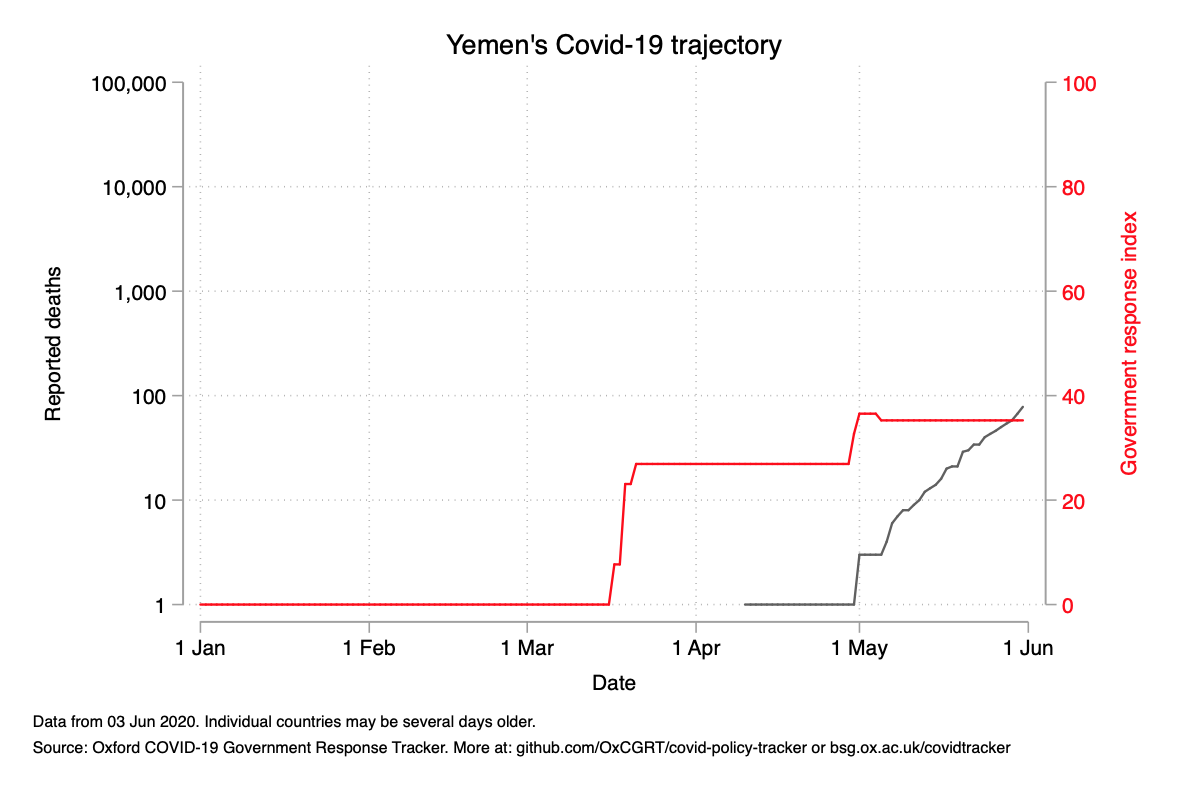 Yemen's Covid-19 trajectory
100,000
10,000
1,000
100
10
1
Reported deaths
100
80
60
40
20
0
Government response index
1 Jan 1 Feb 1 Mar 1 Apr 1 May 1 Jun
Date
Data from 03 Jun 2020. Individual countries may be several days older.
Source: Oxford COVID-19 Government Response Tracker. More at: github.com/OxCGRT/covid-policy-tracker or bsg.ox.ac.uk/covidtracker